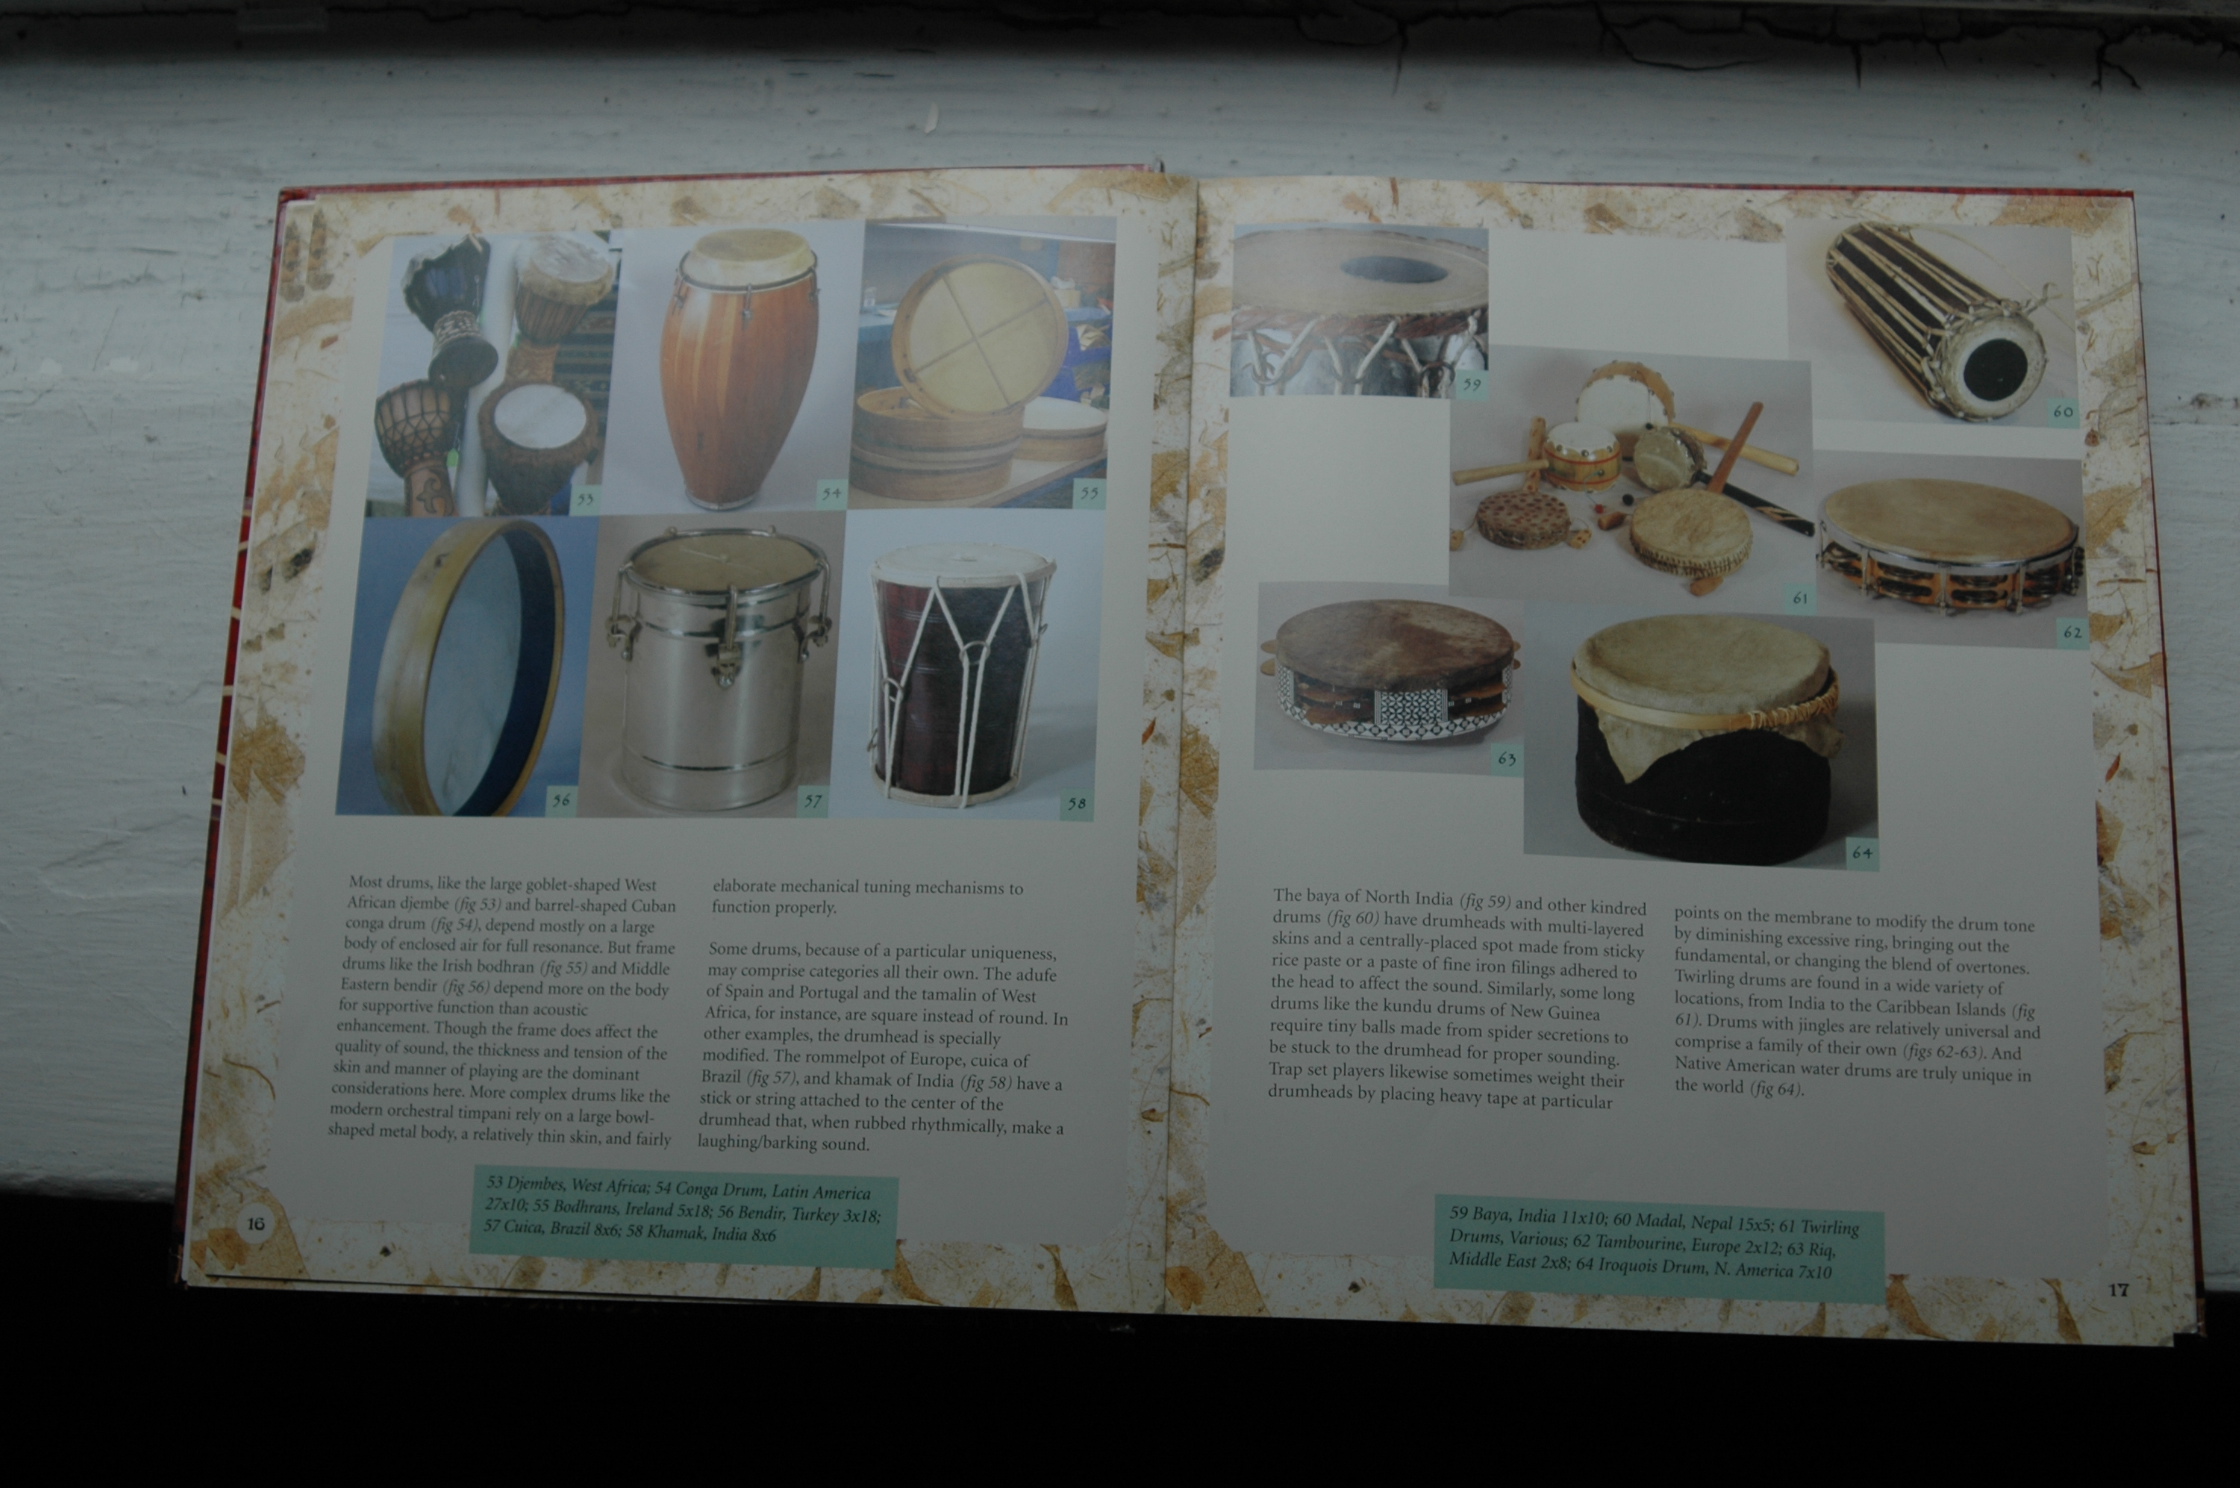 53
54
55
56
57
58
Most drums, like the large goblet-shaped West
African djembe (fig 53) and barrel-shaped Cuban
conga drum (fig 54), depend mostly on a large
body of enclosed air for full resonance. But frame
drums like the Irish bodhran (fig 55) and Middle
Eastern bendir (fig 56) depend more on the body
for supportive function than acoustic
enhancement. Though the frame does affect the
quality of sound, the thickness and tension of the
skin and manner of playing are the dominant
considerations here. More complex drums like the
modern orchestral timpani rely on a large bowl-
shaped metal body, a relatively thin skin, and fairly
elaborate mechanical tuning mechanisms to
function properly.
Some drums, because of a particular uniqueness,
may comprise categories all their own. The adufe
of Spain and Portugal and the tamalin of West
Africa, for instance, are square instead of round. In
other examples, the drumhead is specially
modified. The rommelpot of Europe, cuica of
Brazil (fig 57), and khamak of India (fig 58) have a
stick or string attached to the center of the
drumhead that, when rubbed rhythmically, make a
laughing/barking sound.
53 Djembes, West Africa; 54 Conga Drum, Latin America
27x10; 55 Bodhrans, Ireland 5x18; 56 Bendir, Turkey 3x18;
57 Cuica, Brazil 8x6; 58 Khamak, India 8x6
16
59
60
61
62
63
64
The baya of North India (fig 59) and other kindred
drums (fig 60) have drumheads with multi-layered
skins and a centrally-placed spot made from sticky
rice paste or a paste of fine iron filings adhered to
the head to affect the sound. Similarly, some long
drums like the kundu drums of New Guinea
require tiny balls made from spider secretions to
be stuck to the drumhead for proper sounding.
Trap set players likewise sometimes weight their
drumheads by placing heavy tape at particular
points on the membrane to modify the drum tone
by diminishing excessive ring, bringing out the
fundamental, or changing the blend of overtones.
Twirling drums are found in a wide variety of
locations, from India to the Caribbean Islands (fig
61). Drums with jingles are relatively universal and
comprise a family of their own (figs 62-63). And
Native American water drums are truly unique in
the world (fig 64).
59 Baya, India 11x10; 60 Madal, Nepal 15x5; 61 Twirling
Drums, Various; 62 Tambourine, Europe 2x12; 63 Riq,
Middle East 2x8; 64 Iroquois Drum, N. America 7x10
17